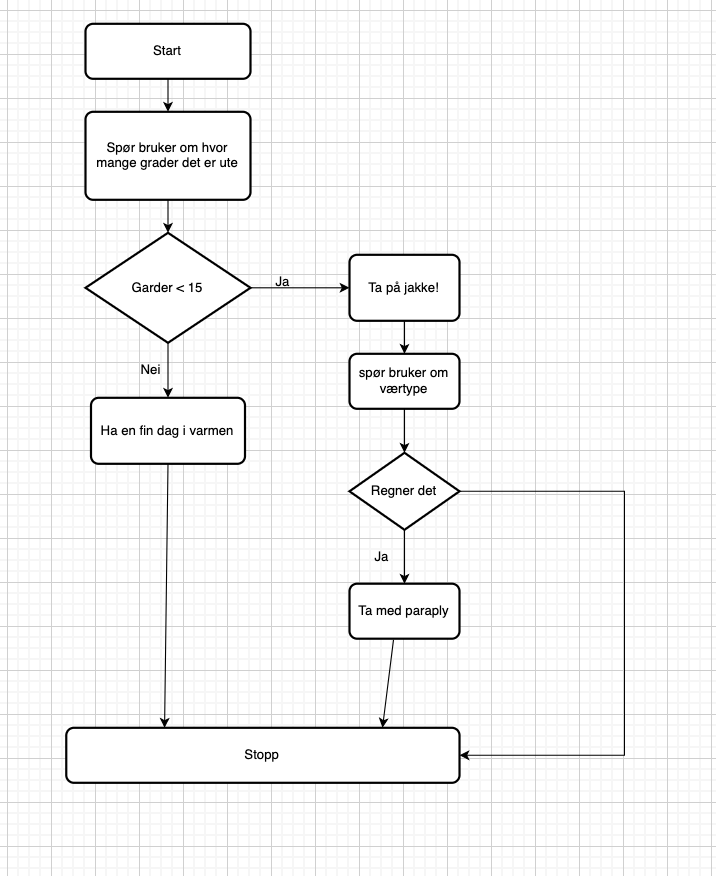 Start
Spør bruker om hvor
mange grader det er ute
Garder < 15
Ja
Ta på jakke!
Nei
spør bruker om
værtype
Ha en fin dag i varmen
Regner det
Ja
Ta med paraply
Stopp